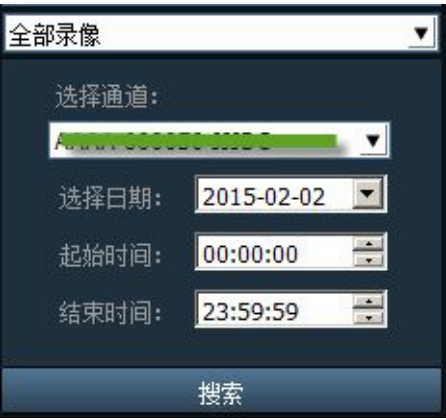 全部录像
选择通道：
选择日期： 2015-02-02
起始时间： 00:00:00
结束时间： 23:59:59
搜索